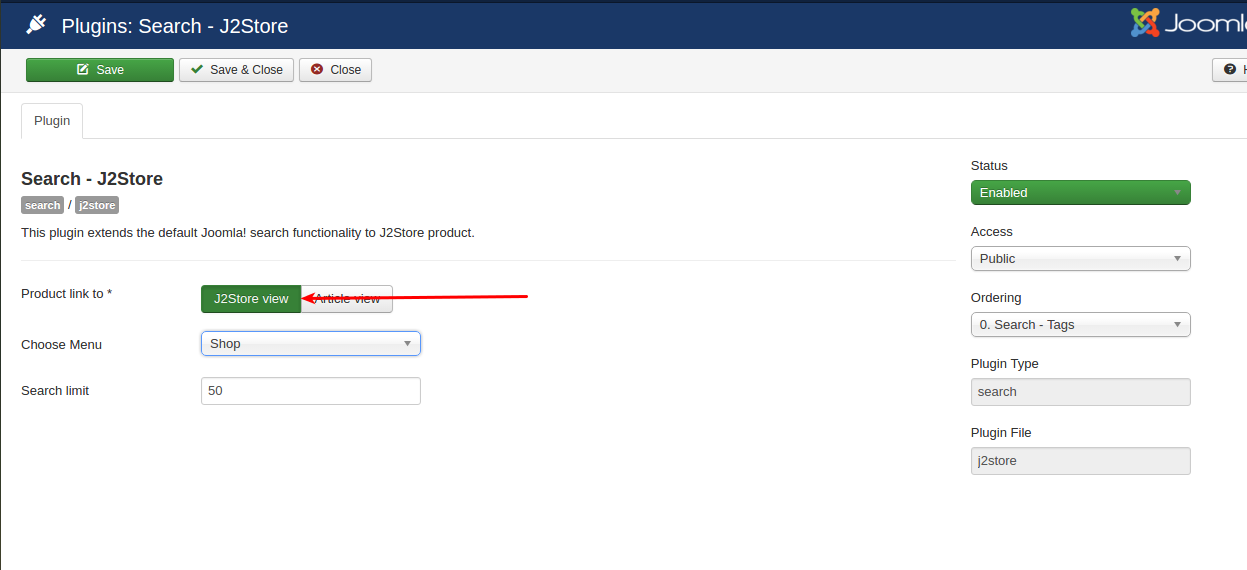 Plugins: Search - J2Store
Save
Save & Close
Close
Plugin
Search - J2Store
search / j2store
This plugin extends the default Joomla! search functionality to J2Store product.
Product link to *
J2Store view
Article view
Choose Menu
Shop
Search limit
50
Status
Enabled
Access
Public
Ordering
0. Search - Tags
Plugin Type
search
Plugin File
j2store